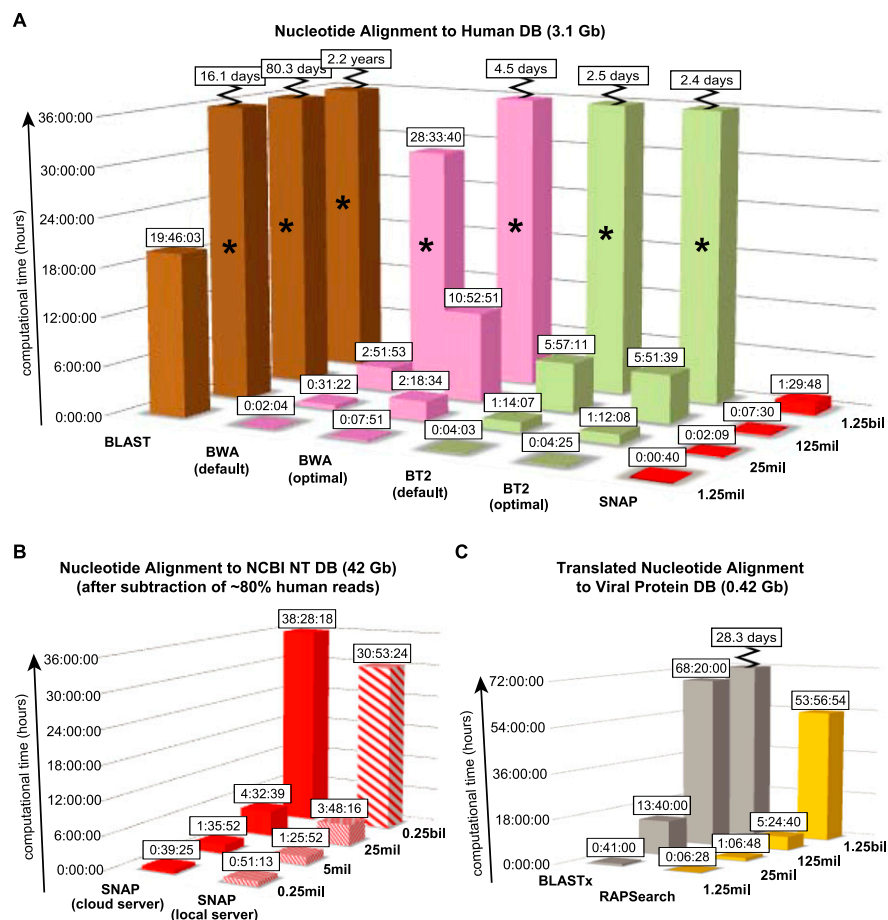 A
Nucleotide Alignment to Human DB (3.1 Gb)
16.1 days
80.3 days
2.2 years
4.5 days
2.5 days
2.4 days
36:00:00
30:00:00
24:00:00
18:00:00
12:00:00
6:00:00
0:00:00
computational time (hours)
28:33:40
19:46:03
*
*
*
*
*
*
*
10:52:51
2:51:53
5:57:11
5:51:39
0:31:22
2:18:34
1:14:07
1:12:08
1:29:48
0:02:04
0:07:51
0:04:03
0:04:25
0:07:30
0:02:09
0:00:40
BLAST
BWA
(default)
BWA
(optimal)
BT2
(default)
BT2
(optimal)
SNAP
1.25mil
25mil
125mil
1.25bil
B
Nucleotide Alignment to NCBI NT DB (42 Gb)
(after subtraction of ~80% human reads)
38:28:18
30:53:24
36:00:00
30:00:00
24:00:00
18:00:00
12:00:00
6:00:00
0:00:00
computational time (hours)
4:32:39
3:48:16
1:35:52
1:25:52
0:39:25
0:51:13
SNAP
(cloud server)
SNAP
(local server)
0.25mil
5mil
25mil
0.25bil
C
Translated Nucleotide Alignment
to Viral Protein DB (0.42 Gb)
28.3 days
68:20:00
53:56:54
72:00:00
54:00:00
36:00:00
18:00:00
0:00:00
computational time (hours)
13:40:00
5:24:40
1:06:48
0:41:00
0:06:28
BLASTx
RAPSearch
1.25mil
25mil
125mil
1.25bil